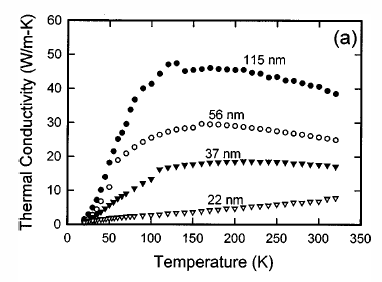 60
(a)
115 nm
50
40
56 nm
30
37 nm
20
22 nm
10
0
0 50 100 150 200 250 300 350
Thermal Conductivity (W/m-K)
Temperature (K)